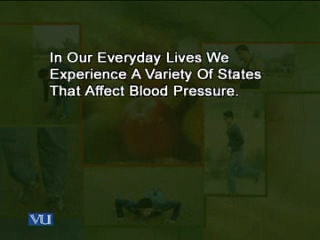 In Our Everyday Lives We
Experience A Variety Of States
That Affect Blood Pressure.
VU